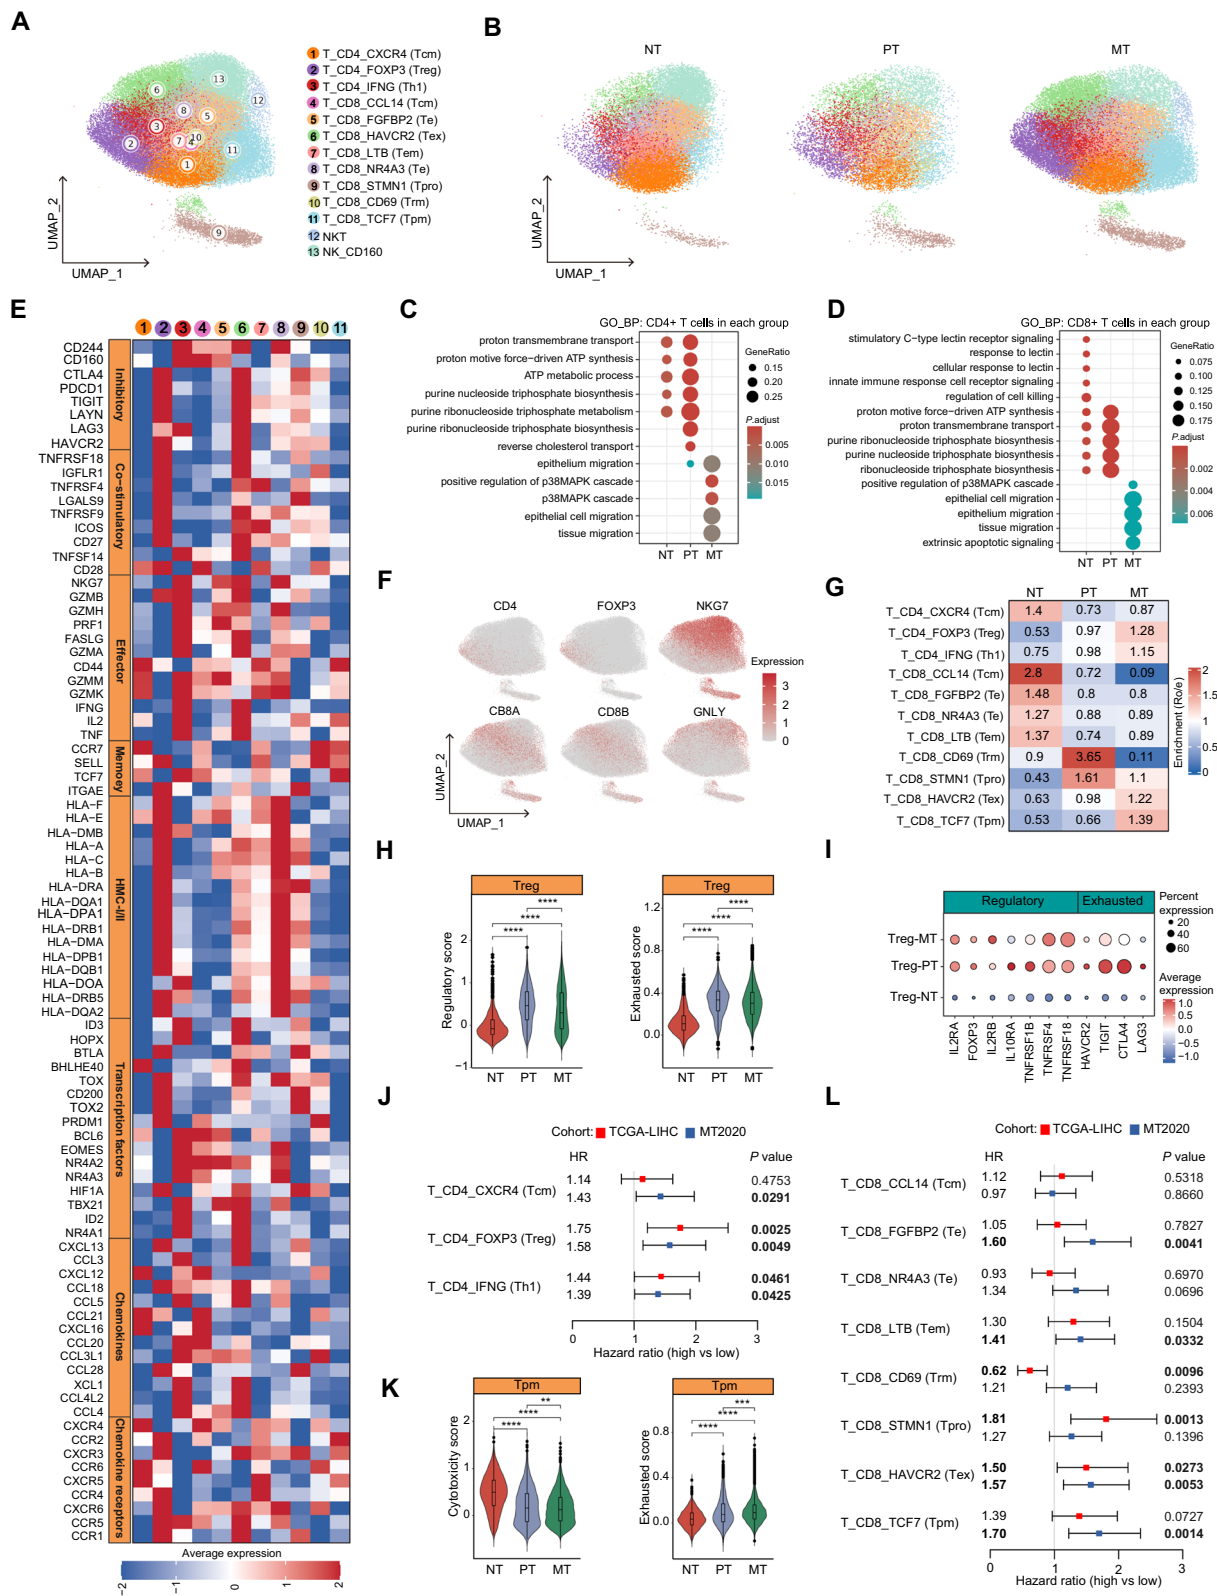 A
1 T_CD4_CXCR4 (Tcm)
2 T_CD4_FOXP3 (Treg)
3 T_CD4_IFNG (Th1)
4 T_CD8_CCL14 (Tcm)
5 T_CD8_FGFBP2 (Te)
6 T_CD8_HAVCR2 (Tex)
7 T_CD8_LTB (Tem)
8 T_CD8_NR4A3 (Te)
9 T_CD8_STMN1 (Tpro)
10 T_CD8_CD69 (Trm)
11 T_CD8_TCF7 (Tpm)
12 NKT
13 NK_CD160
13
12
6
8
5
3
10
7
4
2
11
1
9
UMAP_2
UMAP_1
B
NT PT MT
UMAP_2
UMAP_1
C
GO_BP: CD4+ T cells in each group
proton transmembrane transport
proton motive force-driven ATP synthesis
ATP metabolic process
purine nucleoside triphosphate biosynthesis
purine ribonucleoside triphosphate metabolism
purine ribonucleoside triphosphate biosynthesis
reverse cholesterol transport
epithelium migration
positive regulation of p38MAPK cascade
p38MAPK cascade
epithelial cell migration
tissue migration
NT PT MT
GeneRatio
0.15
0.20
0.25
P.adjust
0.005
0.010
0.015
D
GO_BP: CD8+ T cells in each group
stimulatory C-type lectin receptor signaling
response to lectin
cellular response to lectin
innate immune response cell receptor signaling
regulation of cell killing
proton motive force-driven ATP synthesis
proton transmembrane transport
purine ribonucleoside triphosphate biosynthesis
purine nucleoside triphosphate biosynthesis
ribonucleoside triphosphate biosynthesis
positive regulation of p38MAPK cascade
epithelial cell migration
epithelium migration
tissue migration
extrinsic apoptotic signaling
NT PT MT
GeneRatio
0.075
0.100
0.125
0.150
0.175
P.adjust
0.002
0.004
0.006
E
1 2 3 4 5 6 7 8 9 10 11
Inhibitory
CD244
CD160
CTLA4
PDCD1
TIGIT
LAYN
LAG3
HAVCR2
Co-stimulatory
TNFRSF18
IGFLR1
TNFRSF4
LGALS9
TNFRSF9
ICOS
CD27
TNFSF14
CD28
Effector
NKG7
GZMB
GZMH
PRF1
FASLG
GZMA
CD44
GZMM
GZMK
IFNG
IL2
TNF
Memoey
CCR7
SELL
TCF7
ITGAE
HMC-I/II
HLA-F
HLA-E
HLA-DMB
HLA-A
HLA-C
HLA-B
HLA-DRA
HLA-DQA1
HLA-DPA1
HLA-DRB1
HLA-DMA
HLA-DPB1
HLA-DQB1
HLA-DOA
HLA-DRB5
HLA-DQA2
Transcription factors
ID3
HOPX
BTLA
BHLHE40
TOX
CD200
TOX2
PRDM1
BCL6
EOMES
NR4A2
NR4A3
HIF1A
TBX21
ID2
NR4A1
Chemokines
CXCL13
CCL3
CXCL12
CCL18
CCL5
CCL21
CXCL16
CCL20
CCL3L1
CCL28
XCL1
CCL4L2
CCL4
Chemokine receptors
CXCR4
CCR2
CXCR3
CCR6
CXCR5
CCR4
CXCR6
CCR5
CCR1
Average expression
−2 −1 0 1 2
F
CD4 FOXP3 NKG7
CB8A CD8B GNLY
Expression
3
2
1
0
UMAP_2
UMAP_1
G
NT PT MT
T_CD4_CXCR4 (Tcm) 1.4 0.73 0.87
T_CD4_FOXP3 (Treg) 0.53 0.97 1.28
T_CD4_IFNG (Th1) 0.75 0.98 1.15
T_CD8_CCL14 (Tcm) 2.8 0.72 0.09
T_CD8_FGFBP2 (Te) 1.48 0.8 0.8
T_CD8_NR4A3 (Te) 1.27 0.88 0.89
T_CD8_LTB (Tem) 1.37 0.74 0.89
T_CD8_CD69 (Trm) 0.9 3.65 0.11
T_CD8_STMN1 (Tpro) 0.43 1.61 1.1
T_CD8_HAVCR2 (Tex) 0.63 0.98 1.22
T_CD8_TCF7 (Tpm) 0.53 0.66 1.39
Enrichment (Ro/e)
2
1.5
1
0.5
0
H
Treg
Regulatory score
2
1
0
−1
**** **** ****
NT PT MT
Treg
Exhausted score
1.2
0.8
0.4
0.0
**** **** ****
NT PT MT
I
Regulatory Exhausted
Treg-MT
Treg-PT
Treg-NT
IL2RA FOXP3 IL2RB IL10RA TNFRSF1B TNFRSF4 TNFRSF18 HAVCR2 TIGIT CTLA4 LAG3
Percent
expression
20
40
60
Average
expression
1.0
0.5
0.0
−0.5
−1.0
J
Cohort: TCGA-LIHC MT2020
HR P value
T_CD4_CXCR4 (Tcm)
1.14 0.4753
1.43 0.0291
T_CD4_FOXP3 (Treg)
1.75 0.0025
1.58 0.0049
T_CD4_IFNG (Th1)
1.44 0.0461
1.39 0.0425
0 1 2 3
Hazard ratio (high vs low)
K
Tpm
Cytotoxicity score
2
1
0
** **** ****
NT PT MT
Tpm
Exhausted score
0.8
0.4
0.0
*** **** ****
NT PT MT
L
Cohort: TCGA-LIHC MT2020
HR P value
T_CD8_CCL14 (Tcm)
1.12 0.5318
0.97 0.8660
T_CD8_FGFBP2 (Te)
1.05 0.7827
1.60 0.0041
T_CD8_NR4A3 (Te)
0.93 0.6970
1.34 0.0696
T_CD8_LTB (Tem)
1.30 0.1504
1.41 0.0332
T_CD8_CD69 (Trm)
0.62 0.0096
1.21 0.2393
T_CD8_STMN1 (Tpro)
1.81 0.0013
1.27 0.1396
T_CD8_HAVCR2 (Tex)
1.50 0.0273
1.57 0.0053
T_CD8_TCF7 (Tpm)
1.39 0.0727
1.70 0.0014
0 1 2 3
Hazard ratio (high vs low)